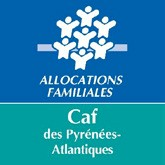 ALLOCATIONS
FAMILIALES
Caf
des Pyrénées-
Atlantiques